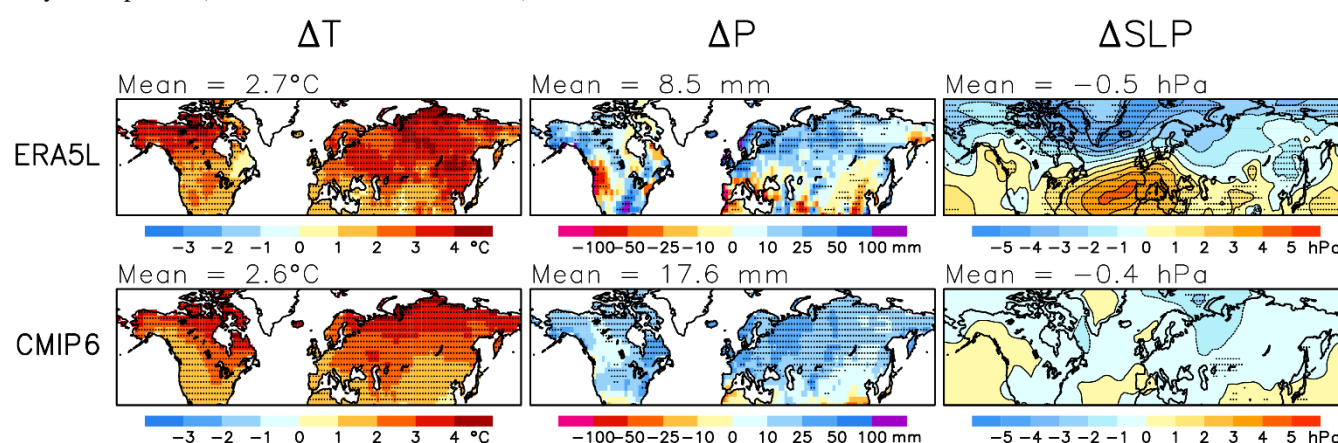 ΔT ΔP ΔSLP
Mean = 2.7°C Mean = 8.5 mm Mean = −0.5 hPa
ERA5L
−3 −2 −1 0 1 2 3 4 °C −100 −50 −25 −10 0 10 25 50 100 mm −5 −4 −3 −2 −1 0 1 2 3 4 5 hPa
Mean = 2.6°C Mean = 17.6 mm Mean = −0.4 hPa
CMIP6
−3 −2 −1 0 1 2 3 4 °C −100 −50 −25 −10 0 10 25 50 100 mm −5 −4 −3 −2 −1 0 1 2 3 4 5 hPa